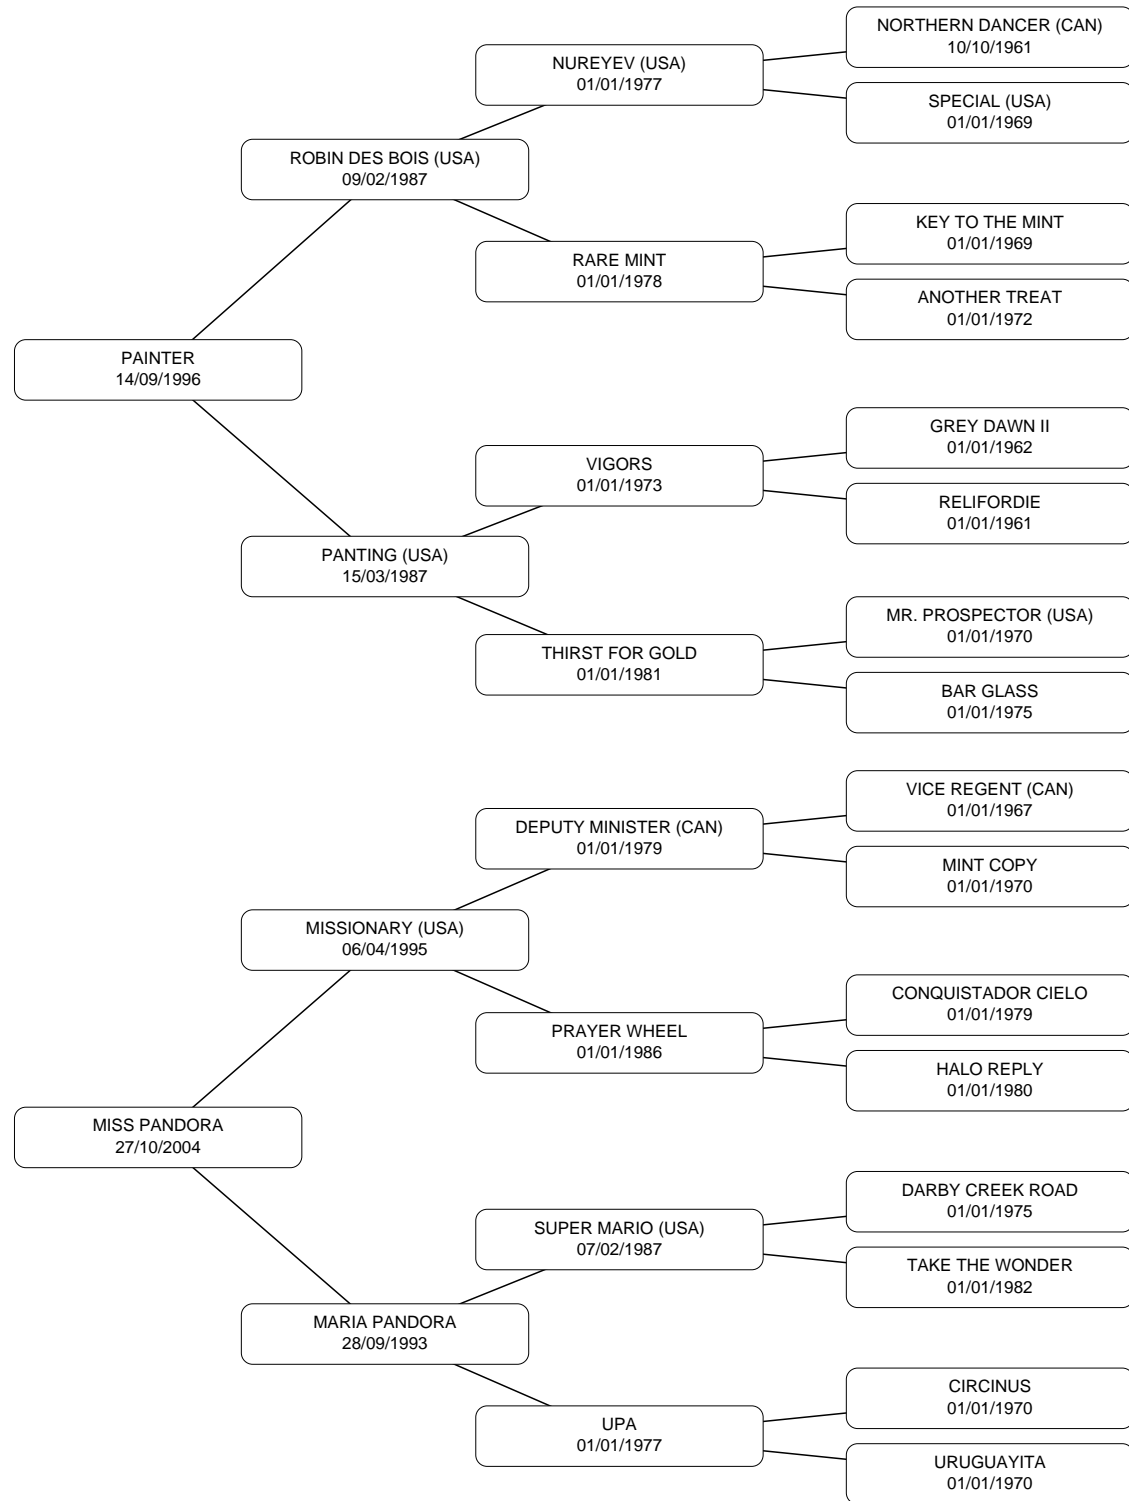 NORTHERN DANCER (CAN)
10/10/1961
NUREYEV (USA)
01/01/1977
SPECIAL (USA)
01/01/1969
ROBIN DES BOIS (USA)
09/02/1987
KEY TO THE MINT
01/01/1969
RARE MINT
01/01/1978
ANOTHER TREAT
01/01/1972
PAINTER
14/09/1996
GREY DAWN II
01/01/1962
VIGORS
01/01/1973
RELIFORDIE
01/01/1961
PANTING (USA)
15/03/1987
MR. PROSPECTOR (USA)
01/01/1970
THIRST FOR GOLD
01/01/1981
BAR GLASS
01/01/1975
VICE REGENT (CAN)
01/01/1967
DEPUTY MINISTER (CAN)
01/01/1979
MINT COPY
01/01/1970
MISSIONARY (USA)
06/04/1995
CONQUISTADOR CIELO
01/01/1979
PRAYER WHEEL
01/01/1986
HALO REPLY
01/01/1980
MISS PANDORA
27/10/2004
DARBY CREEK ROAD
01/01/1975
SUPER MARIO (USA)
07/02/1987
TAKE THE WONDER
01/01/1982
MARIA PANDORA
28/09/1993
CIRCINUS
01/01/1970
UPA
01/01/1977
URUGUAYITA
01/01/1970